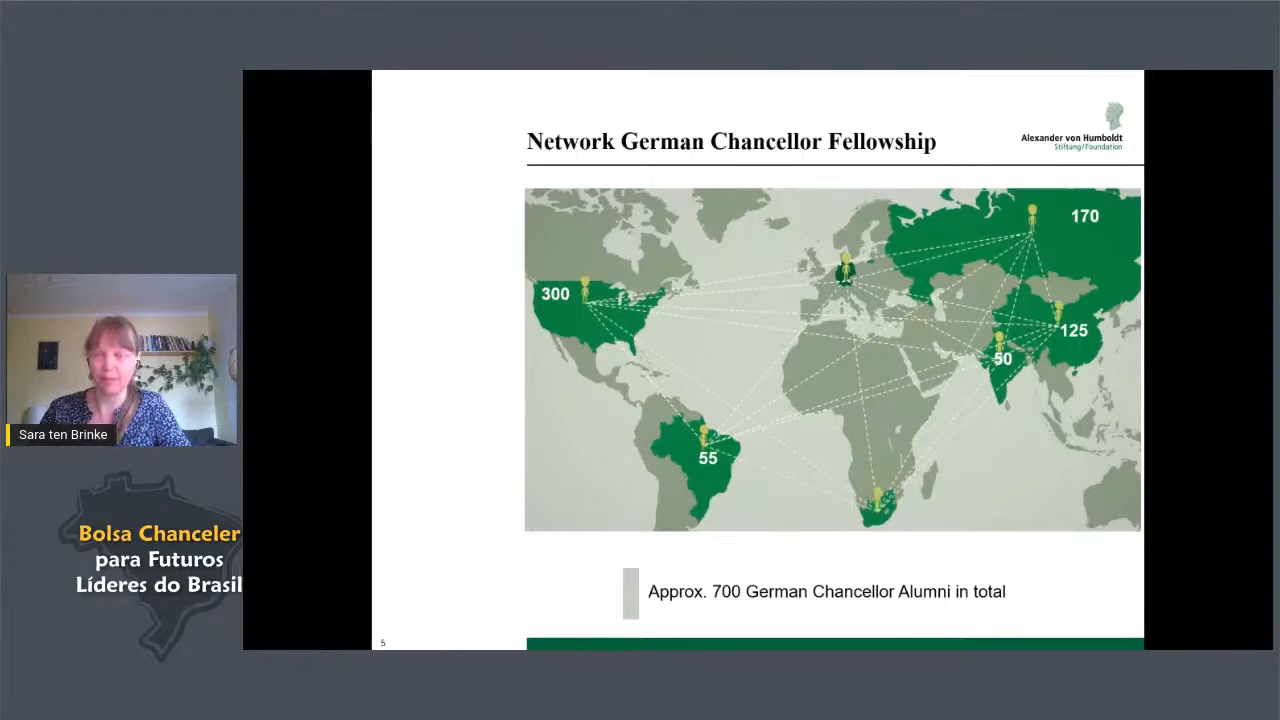 Network German Chancellor Fellowship
Alexander von Humboldt
Stiftung/Foundation
170
300
125
50
55
Sara ten Brinke
Bolsa Chanceler
para Futuros
Líderes do Brasil
Approx. 700 German Chancellor Alumni in total
5